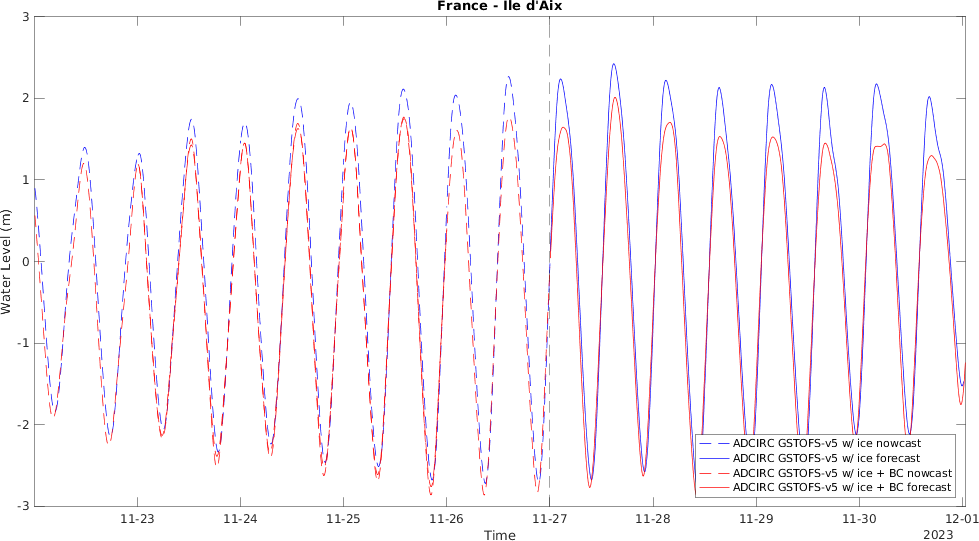 France - Ile d'Aix
Water Level (m)
3
2
1
0
-1
-2
-3
ADCIRC GSTOFS-v5 w/ ice nowcast
ADCIRC GSTOFS-v5 w/ ice forecast
ADCIRC GSTOFS-v5 w/ ice + BC nowcast
ADCIRC GSTOFS-v5 w/ ice + BC forecast
11-23 11-24 11-25 11-26 11-27 11-28 11-29 11-30 12-01
Time
2023